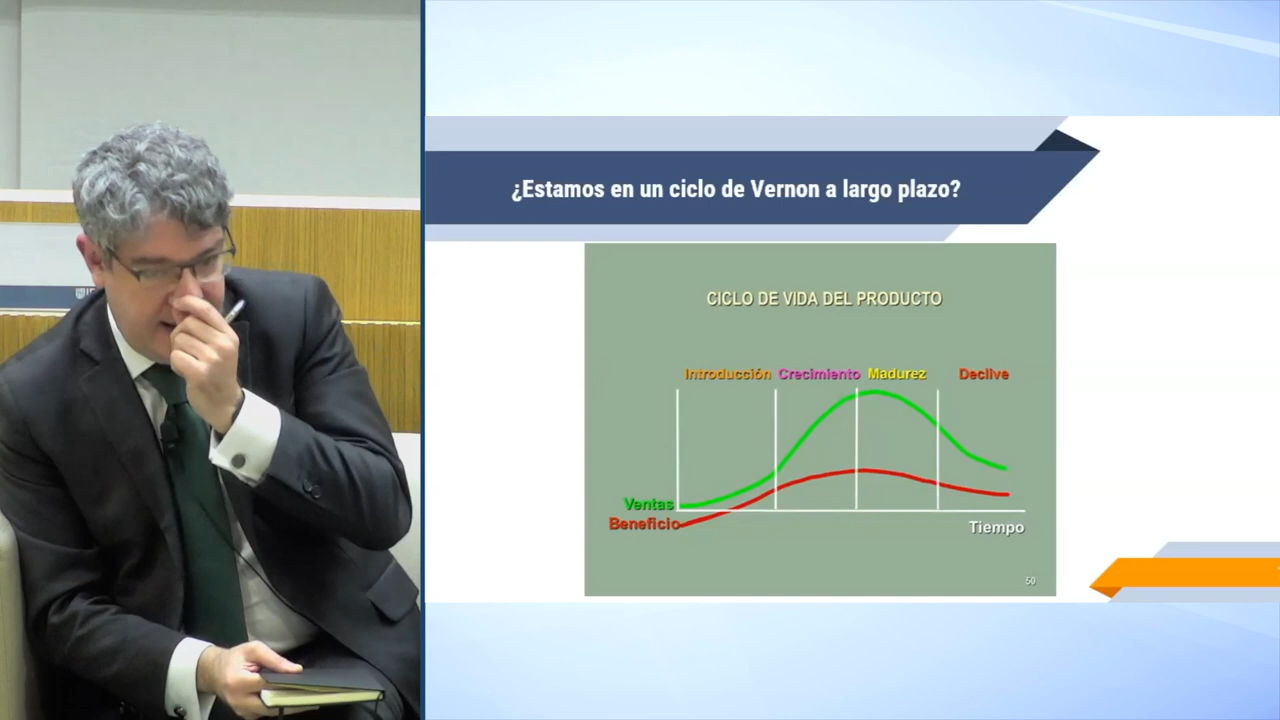 ¿Estamos en un ciclo de Vernon a largo plazo?
CICLO DE VIDA DEL PRODUCTO
Introducción Crecimiento Madurez Declive
Ventas
Beneficio
Tiempo
50